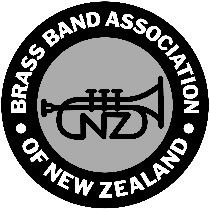 BRASS BAND ASSOCIATION
NZ
OF NEW ZEALAND